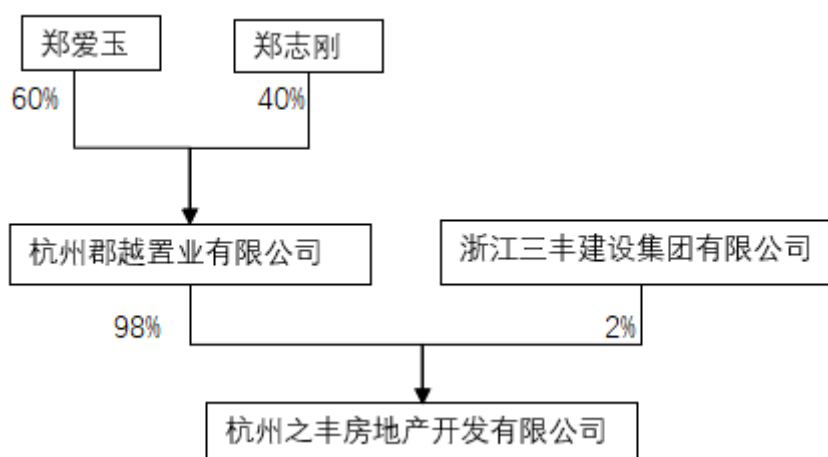 郑爱玉
郑志刚
60%
40%
杭州郡越置业有限公司
浙江三丰建设集团有限公司
98%
2%
杭州之丰房地产开发有限公司